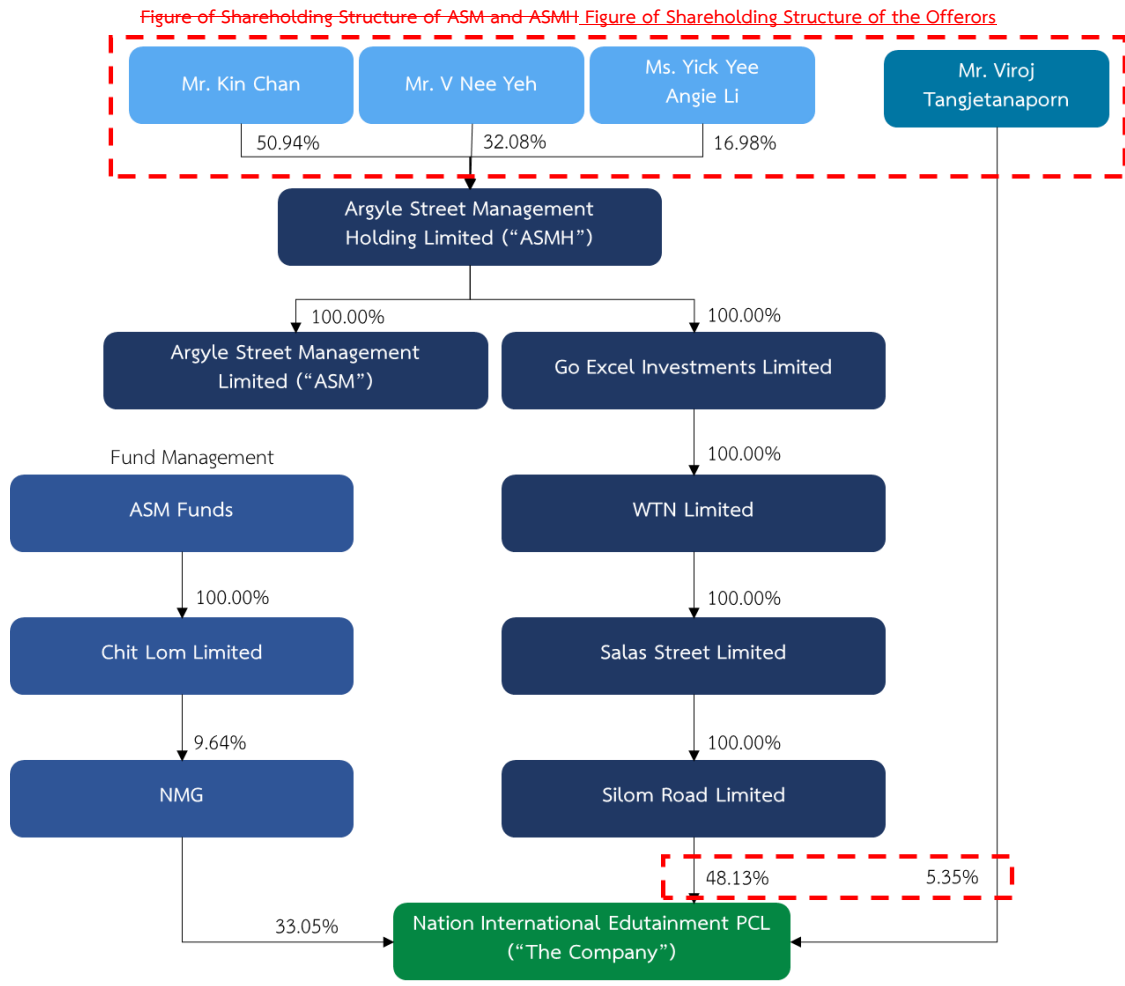 Figure of Shareholding Structure of ASM and ASMH Figure of Shareholding Structure of the Offerors
Mr. Kin Chan
Mr. V Nee Yeh
Ms. Yick Yee
Angie Li
Mr. Viroj
Tangjetanaporn
50.94%
32.08%
16.98%
Argyle Street Management
Holding Limited (“ASMH”)
100.00%
100.00%
Argyle Street Management
Limited (“ASM”)
Go Excel Investments Limited
Fund Management
100.00%
ASM Funds
WTN Limited
100.00%
100.00%
Chit Lom Limited
Salas Street Limited
9.64%
100.00%
NMG
Silom Road Limited
48.13%
5.35%
33.05%
Nation International Edutainment PCL
(“The Company”)